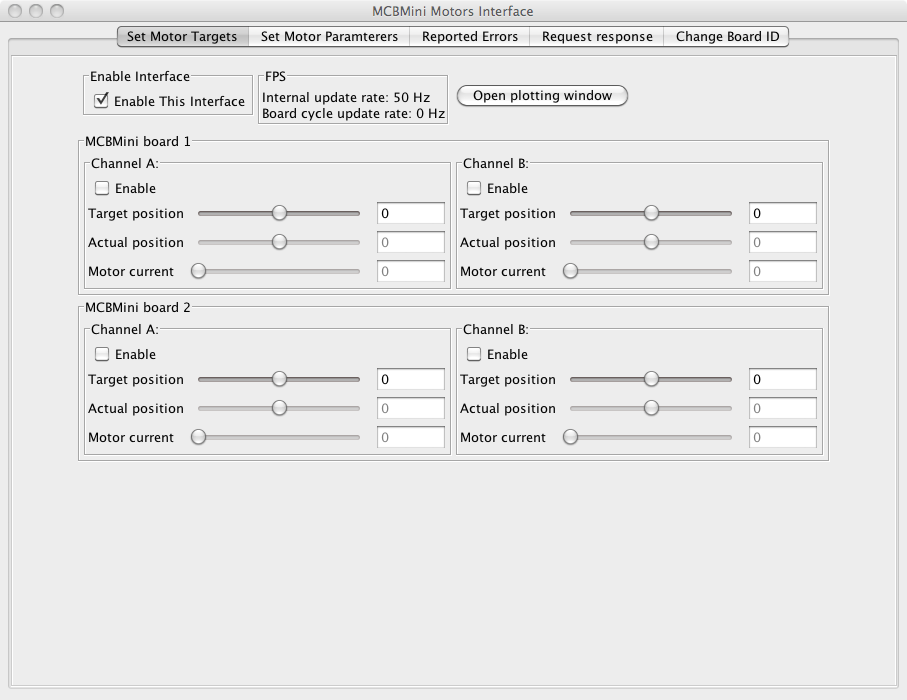 MCBMini Motors Interface
Set Motor Targets
Set Motor Paramterers
Reported Errors
Request response
Change Board ID
Enable Interface
Enable This Interface
FPS
Internal update rate: 50 Hz
Board cycle update rate: 0 Hz
Open plotting window
MCBMini board 1
Channel A:
Enable
Target position 0
Actual position 0
Motor current 0
Channel B:
Enable
Target position 0
Actual position 0
Motor current 0
MCBMini board 2
Channel A:
Enable
Target position 0
Actual position 0
Motor current 0
Channel B:
Enable
Target position 0
Actual position 0
Motor current 0